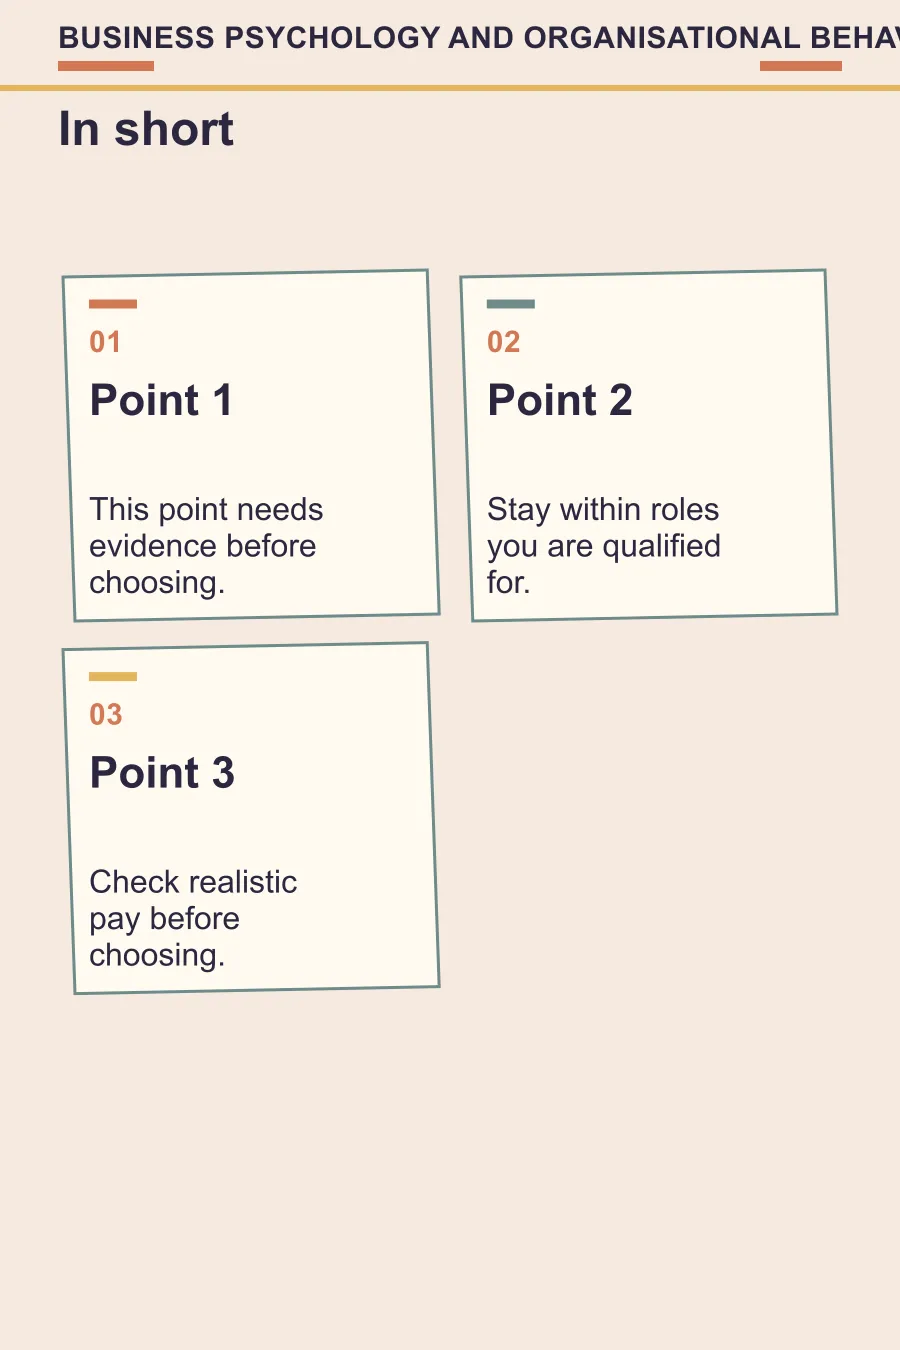 BUSINESS PSYCHOLOGY AND ORGANISATIONAL
In short
01
Point 1
This point needs
evidence before
choosing.
02
Point 2
Stay within roles
you are qualified
for.
03
Point 3
Check realistic
pay before
choosing.